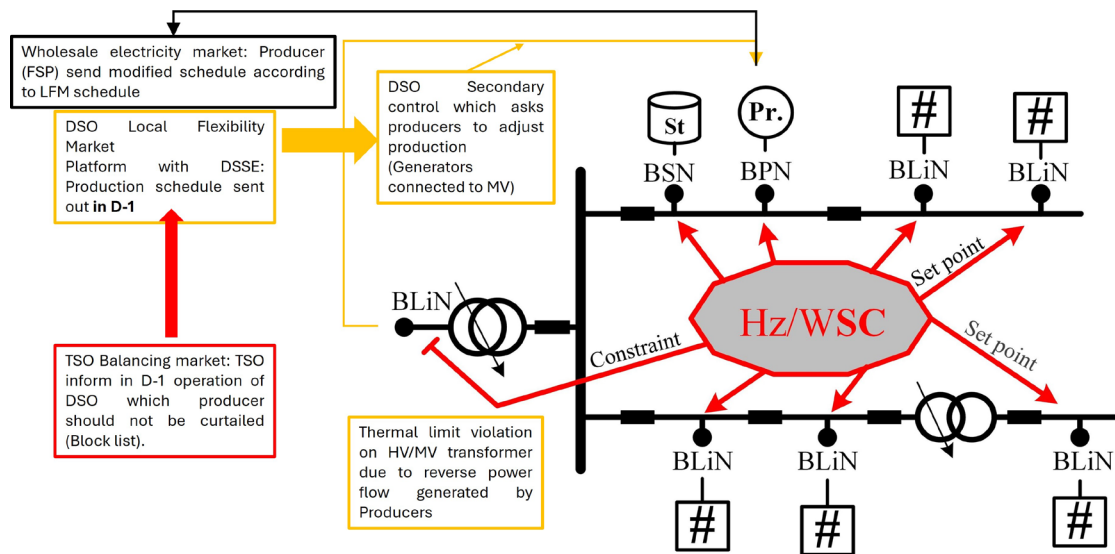 Wholesale electricity market: Producer
(FSP) send modified schedule according
to LFM schedule
DSO Local Flexibility
Market
Platform with DSSE:
Production schedule sent
out in D-1
DSO Secondary
control which asks
producers to adjust
production
(Generators
connected to MV)
TSO Balancing market: TSO
inform in D-1 operation of
DSO which producer
should not be curtailed
(Block list).
Thermal limit violation
on HV/MV transformer
due to reverse power
flow generated by
Producers
St
Pr.
#
#
BSN
BPN
BLiN
BLiN
BLiN
Hz/WSC
Set point
Set point
Constraint
BLiN
BLiN
BLiN
#
#
#